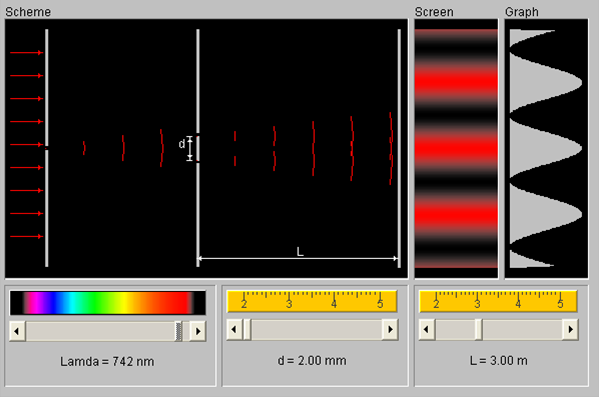 Scheme
Screen
Graph
d
L
2 3 4 5
2 3 4 5
Lamda = 742 nm
d = 2.00 mm
L = 3.00 m